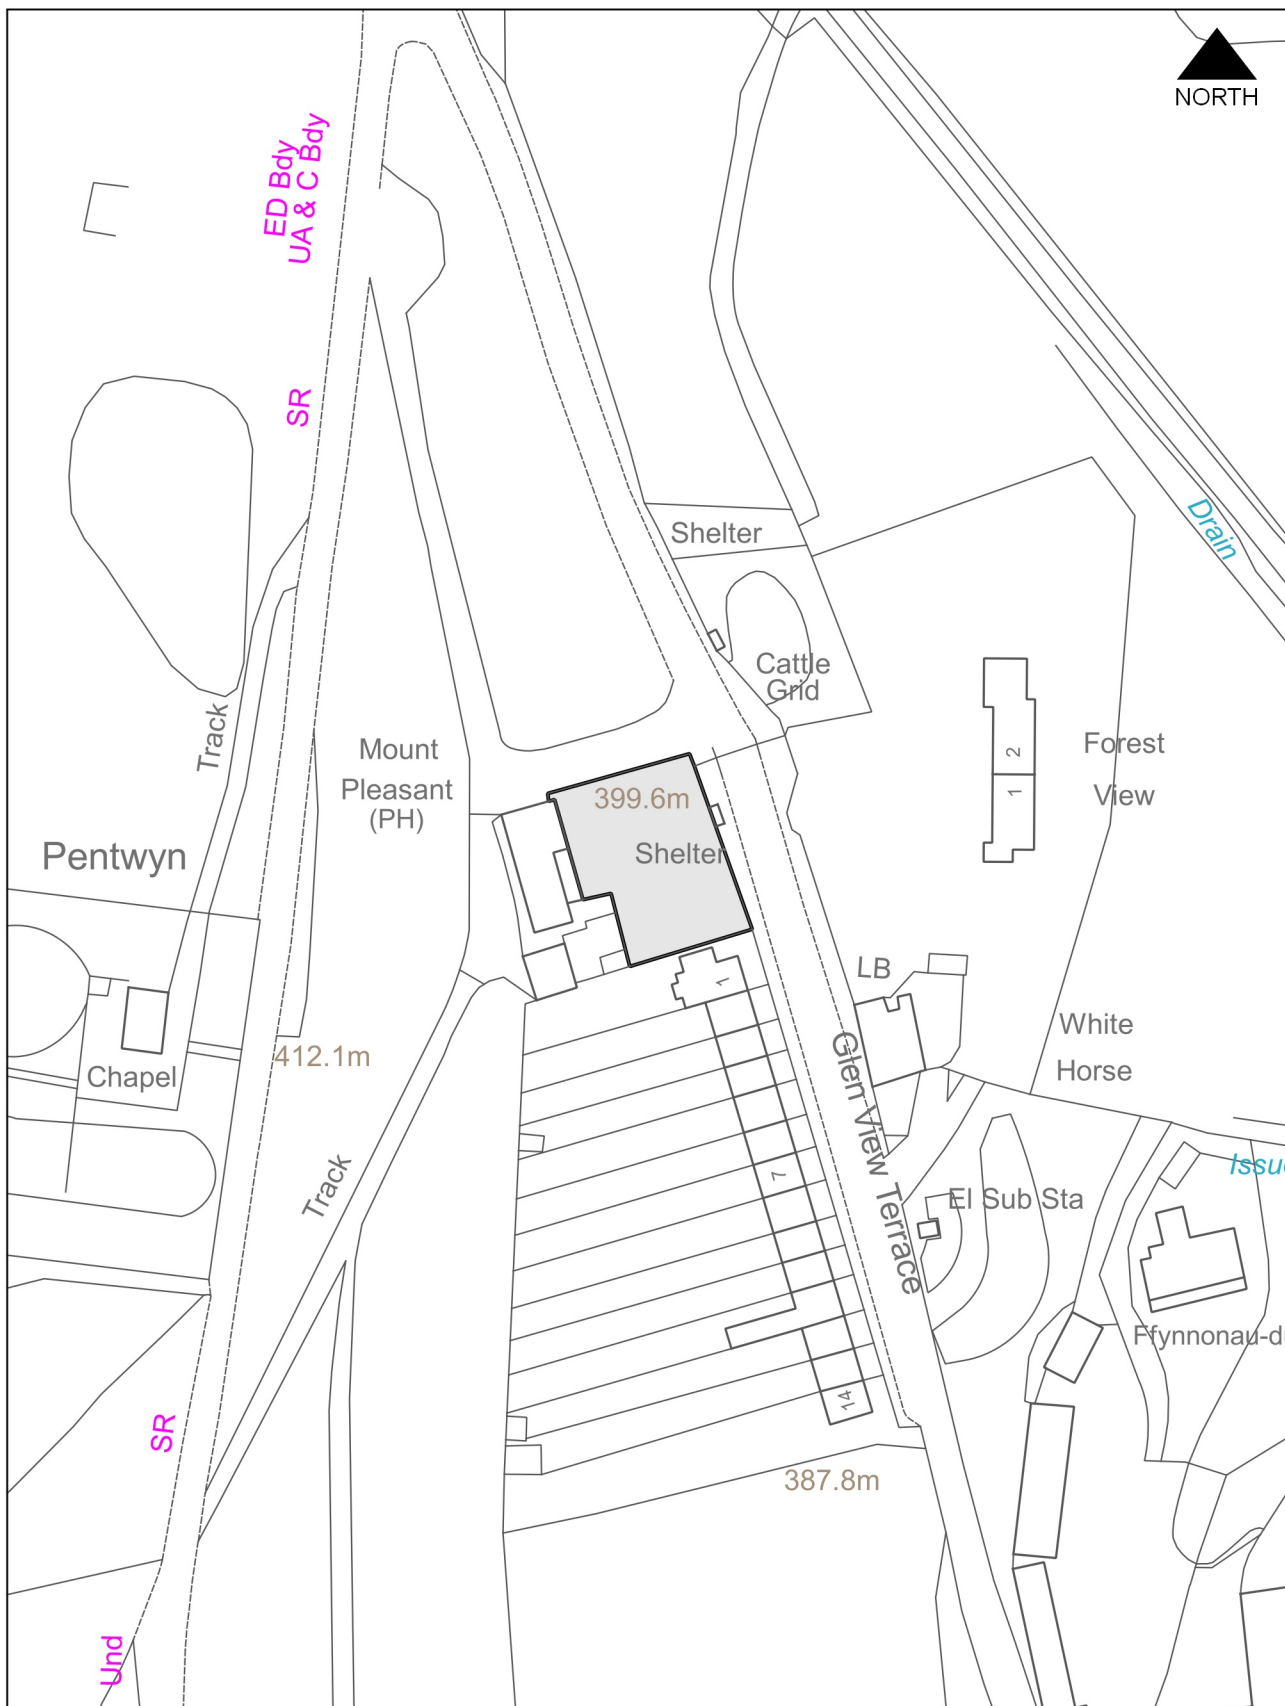 NORTH
ED Bdy
UA & C Bdy
SR
Drain
Shelter
Cattle
Grid
Track
Mount
Pleasant
(PH)
Forest
View
2
1
399.6m
Shelter
Pentwyn
LB
1
White
Horse
412.1m
Chapel
Glen View Terrace
Track
7
El Sub Sta
Issu
Ffynnonau-d
14
SR
387.8m
Und